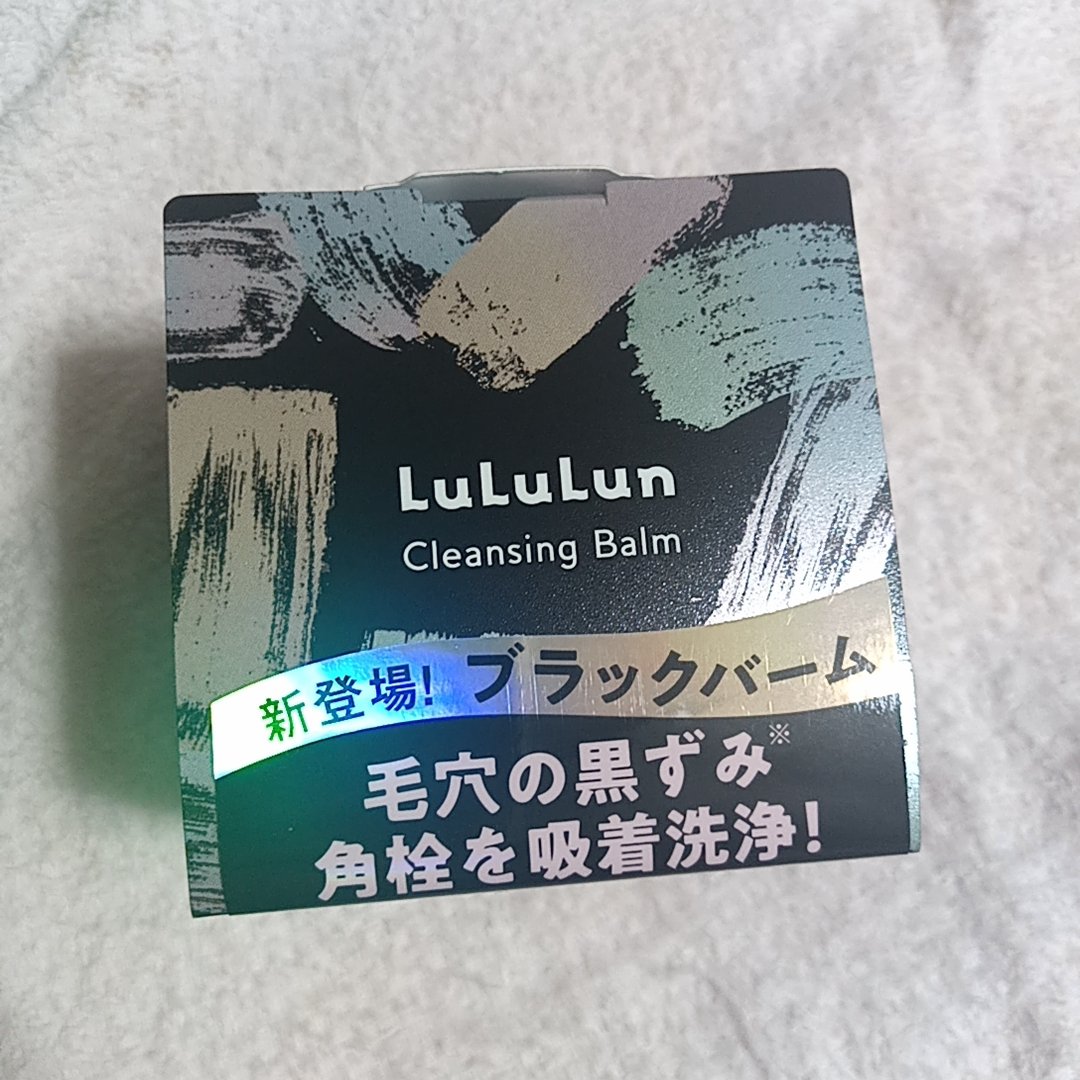 LuLuLun
Cleansing Balm
新登場! ブラックバーム
毛穴の黒ずみ※
角栓を吸着洗浄!